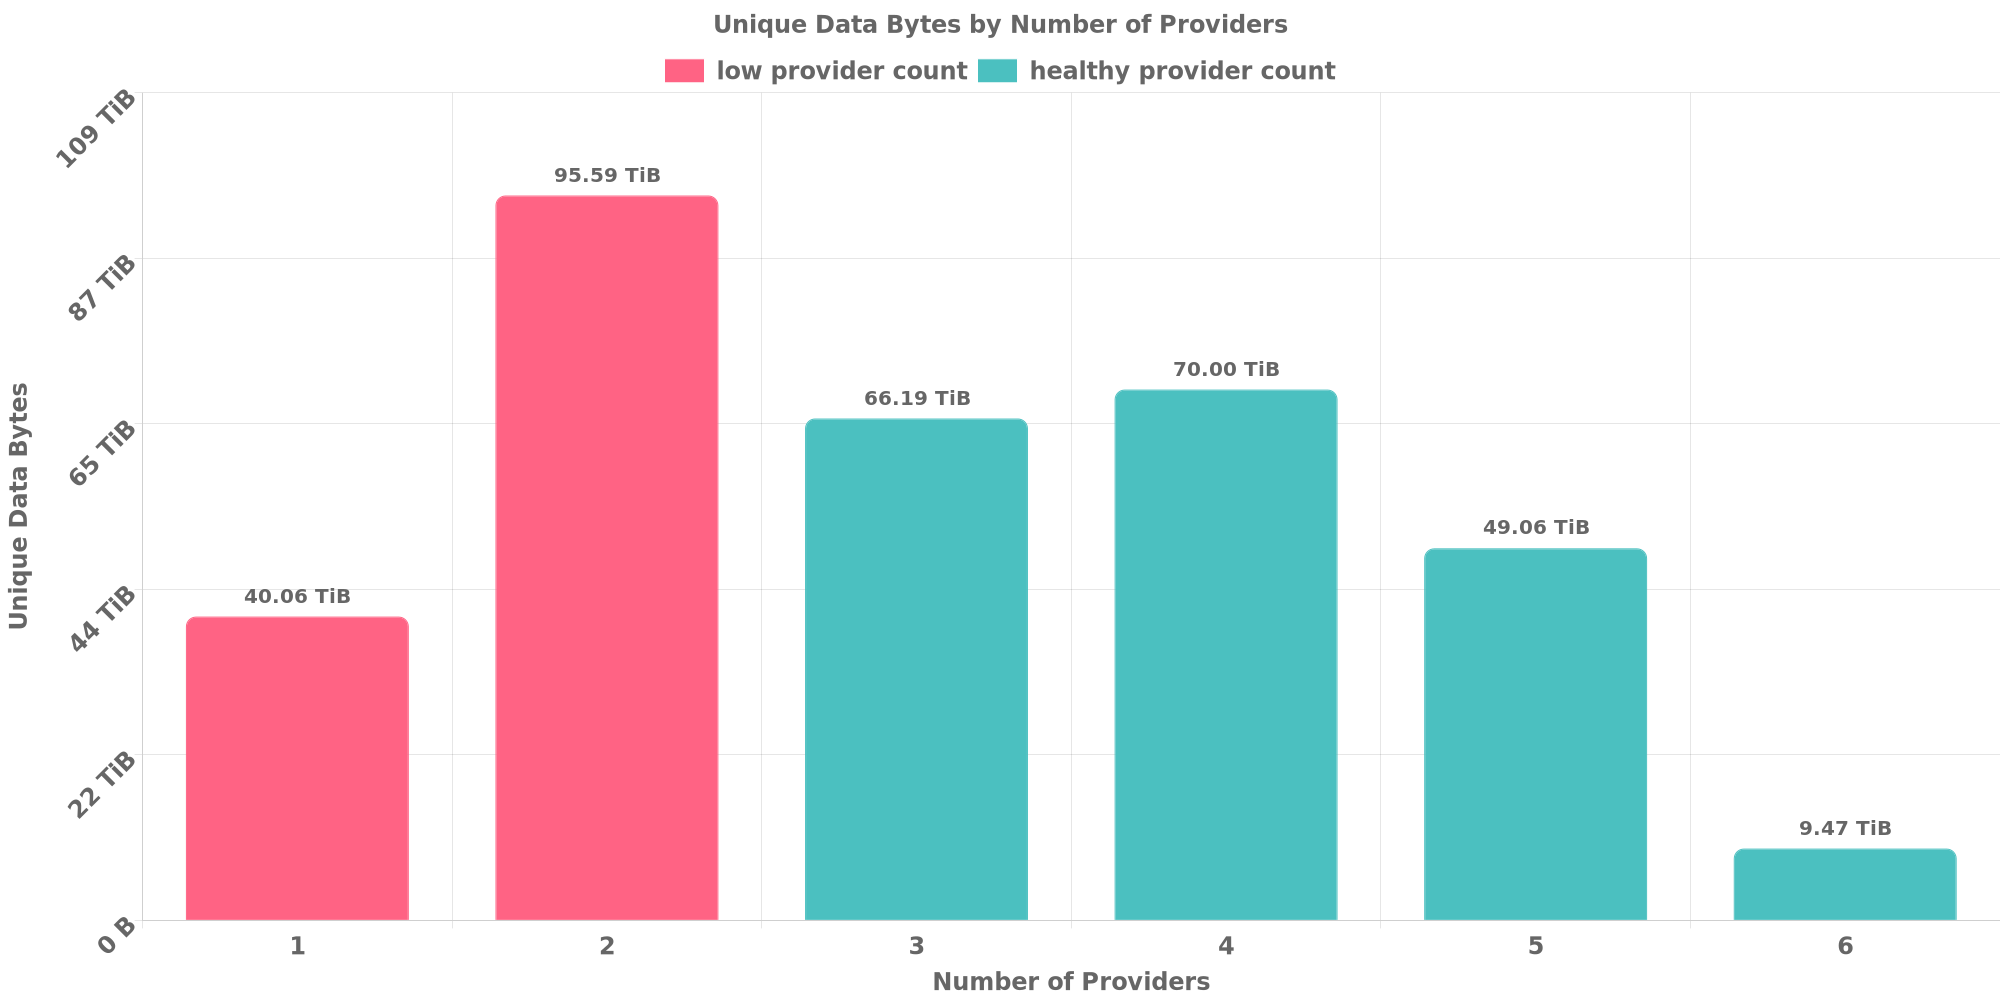 Unique Data Bytes by Number of Providers
low provider count healthy provider count
109 TiB
87 TiB
65 TiB
44 TiB
22 TiB
0 B
Unique Data Bytes
40.06 TiB
95.59 TiB
66.19 TiB
70.00 TiB
49.06 TiB
9.47 TiB
1 2 3 4 5 6
Number of Providers